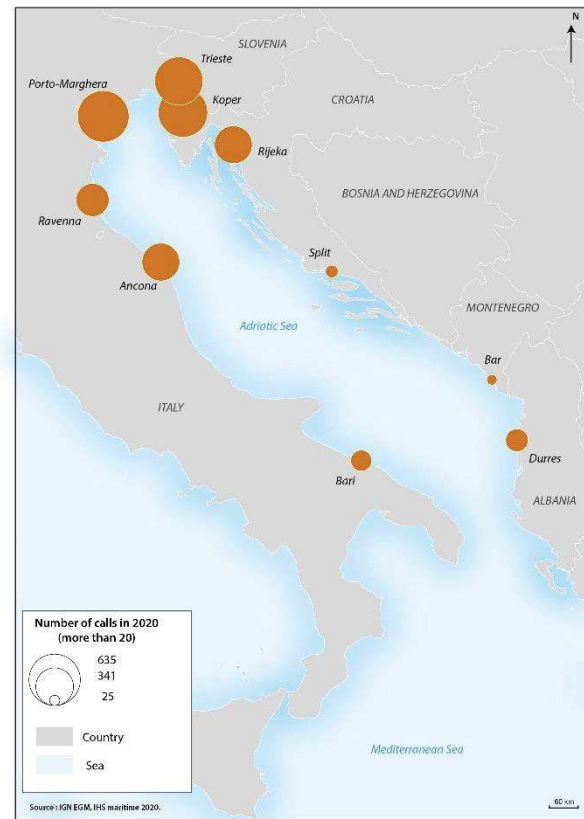 N
SLOVENIA
Trieste
Porto-Marghera
Koper
CROATIA
Rijeka
BOSNIA AND HERZEGOVINA
Ravenna
Split
Ancona
MONTENEGRO
Adriatic Sea
Bar
ITALY
Durres
Bari
ALBANIA
Number of calls in 2020
(more than 20)
635
341
25
Country
Sea
Mediterranean Sea
Source : IGN EGM, IHS maritime 2020.
60 km